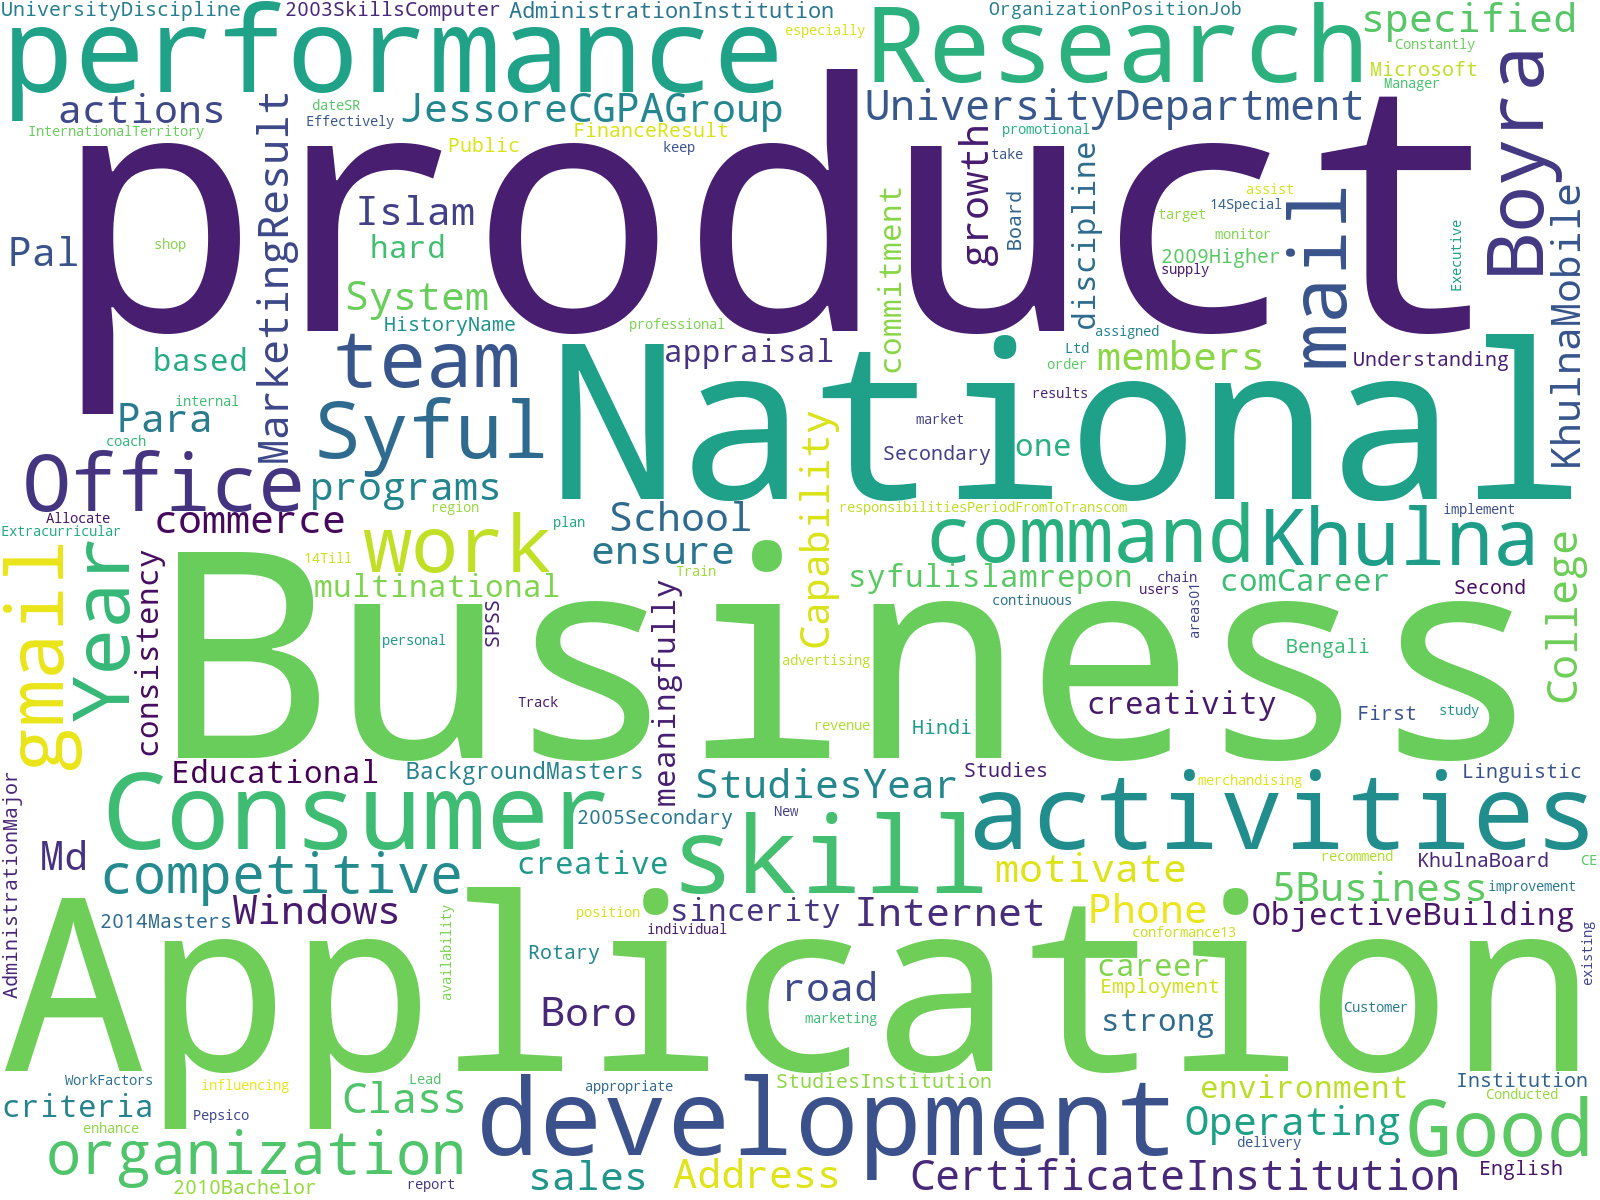 UniversityDiscipline
2003SkillsComputer
AdministrationInstitution
OrganizationPositionJob
especially
specified
performance
Research
Constantly
Microsoft
Manager
actions
dateSR
Effectively
JessoreCGPAGroup
UniversityDepartment
Boyra
InternationalTerritory
MarketingResult
Public
FinanceResult
keep
promotional
growth
take
discipline
product
Pal
shop
Islam
hard
System
HistoryName
professional
commitment
Board
assist
14Special
target
monitor
2009Higher
supply
mail
Executive
KhulnaMobile
based
team
appraisal
assigned
Ltd
order
members
Understanding
internal
Para
coach
Syful
National
results
market
Secondary
one
Capability
Office
programs
Allocate
Extracurricular
commerce
region
plan
School
ensure
responsibilitiesPeriodFromToTranscom
implement
command
Khulna
College
gmail
Year
consistency
14Till
work
multinational
Train
syfulislamrepon
chain
users
comCareer
Second
continuous
areas01
SPSS
personal
meaningfully
advertising
Bengali
Business
Track
revenue
Hindi
creativity
First
study
Educational
BackgroundMasters
StudiesYear
Studies
merchandising
Linguistic
AdministrationMajor
Consumer
2005Secondary
New
skill
activities
Md
competitive
creative
motivate
recommend
KhulnaBoard
CE
5Business
improvement
2014Masters
Windows
position
sincerity
individual
Internet
Phone
conformance13
ObjectiveBuilding
existing
availability
Rotary
road
career
Employment
Application
Boro
marketing
strong
Customer
WorkFactors
influencing
Lead
appropriate
StudiesInstitution
environment
Institution
Conducted
criteria
Pepsico
Class
development
Operating
Good
enhance
delivery
organization
2010Bachelor
report
sales
Address
CertificateInstitution
English